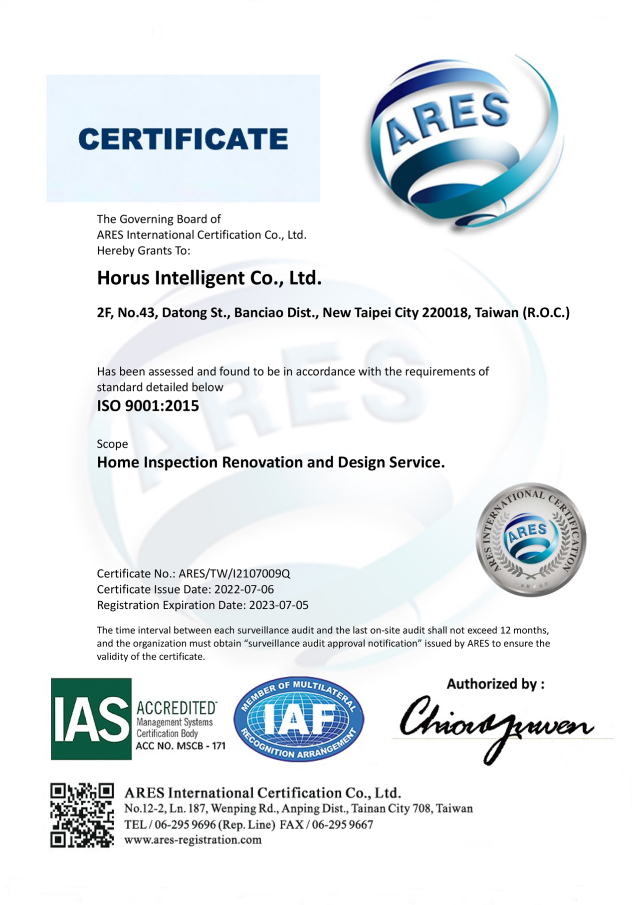 CERTIFICATE
ARES
The Governing Board of
ARES International Certification Co., Ltd.
Hereby Grants To:
Horus Intelligent Co., Ltd.
2F, No.43, Datong St., Banciao Dist., New Taipei City 220018, Taiwan (R.O.C.)
ARES
Has been assessed and found to be in accordance with the requirements of
standard detailed below
ISO 9001:2015
Scope
Home Inspection Renovation and Design Service.
ARES INTERNATIONAL CERTIFICATION
ARES
Certificate No.: ARES/TW/I2107009Q
Certificate Issue Date: 2022-07-06
Registration Expiration Date: 2023-07-05
The time interval between each surveillance audit and the last on-site audit shall not exceed 12 months,
and the organization must obtain “surveillance audit approval notification” issued by ARES to ensure the
validity of the certificate.
IAS
ACCREDITED
Management Systems
Certification Body
ACC NO. MSCB - 171
MEMBER OF MULTILATERAL
IAF
RECOGNITION ARRANGEMENT
Authorized by :
ARES International Certification Co., Ltd.
No.12-2, Ln. 187, Wenping Rd., Anping Dist., Tainan City 708, Taiwan
TEL / 06-295 9696 (Rep. Line) FAX / 06-295 9667
www.ares-registration.com